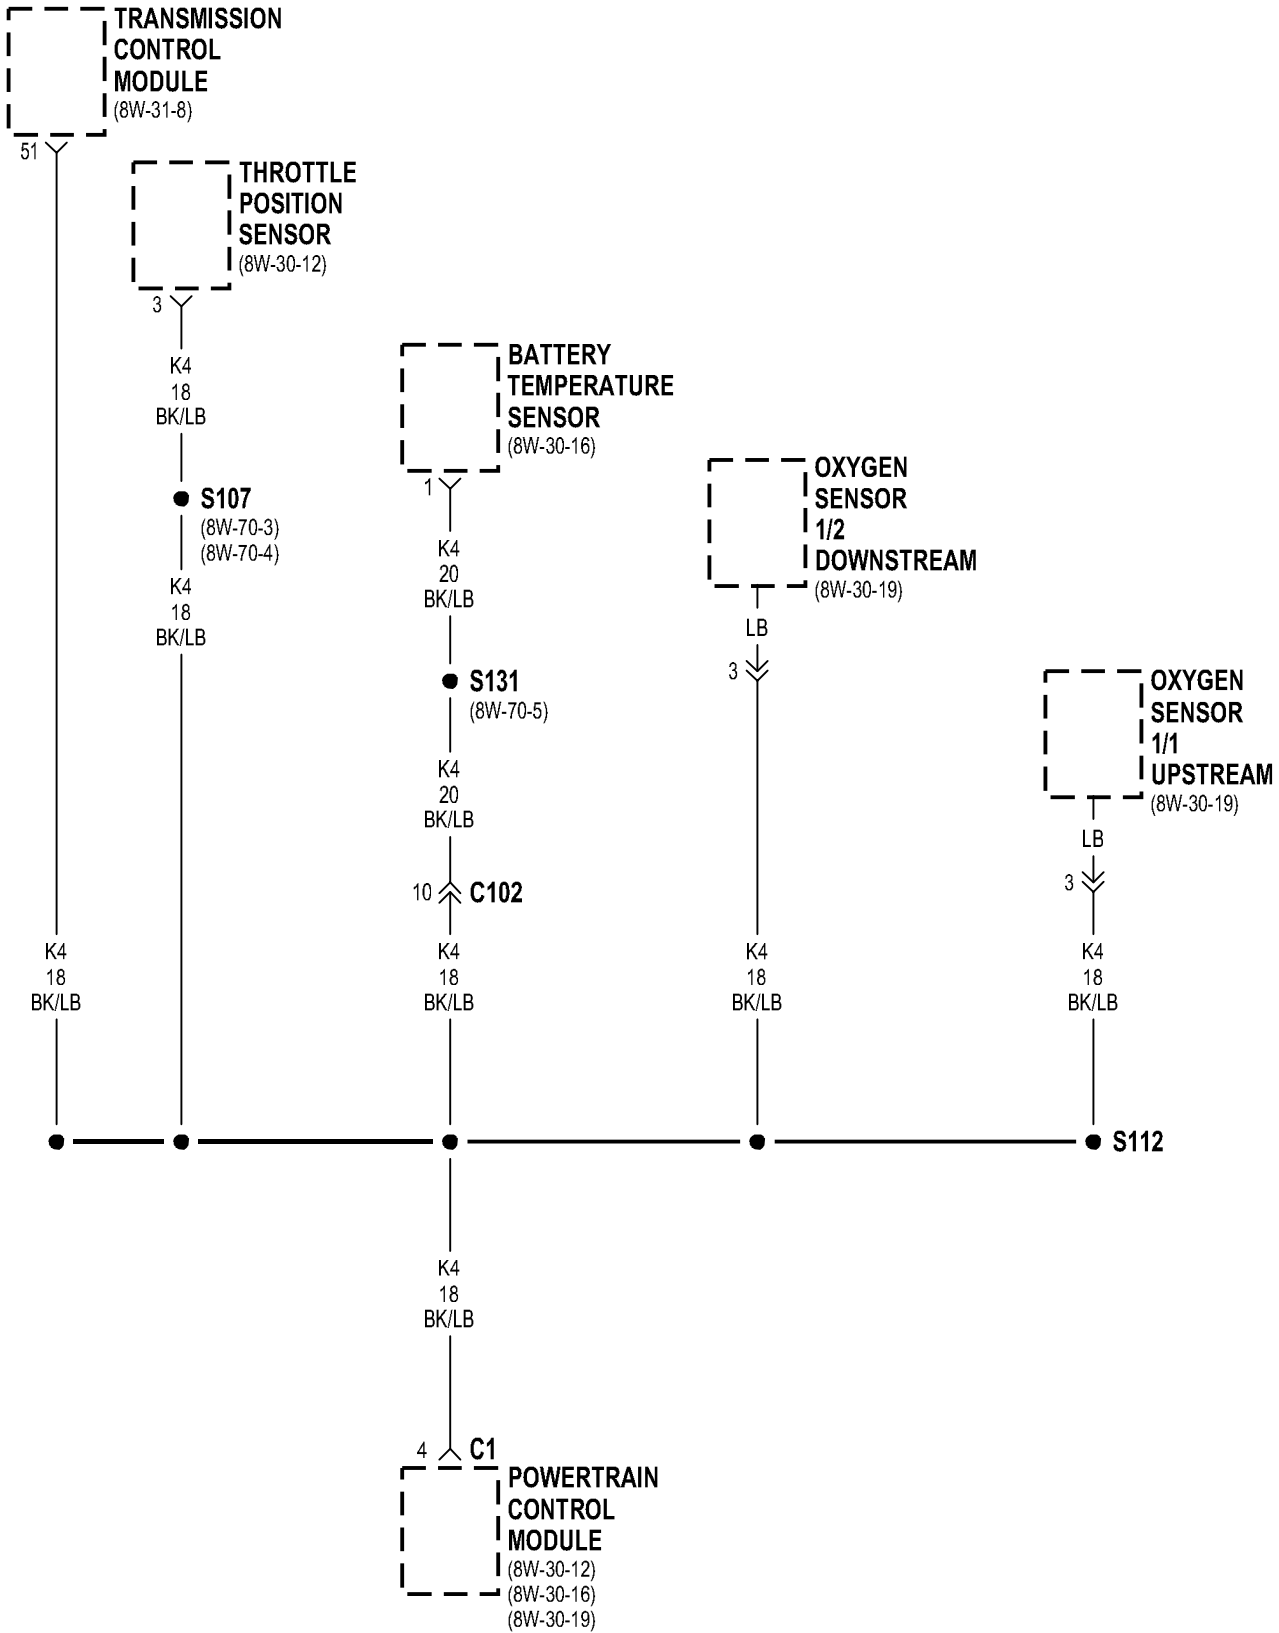 TRANSMISSION
CONTROL
MODULE
(8W-31-8)
51
THROTTLE
POSITION
SENSOR
(8W-30-12)
3
K4
18
BK/LB
S107
(8W-70-3)
(8W-70-4)
K4
18
BK/LB
BATTERY
TEMPERATURE
SENSOR
(8W-30-16)
1
K4
20
BK/LB
S131
(8W-70-5)
K4
20
BK/LB
10
C102
OXYGEN
SENSOR
1/2
DOWNSTREAM
(8W-30-19)
LB
3
OXYGEN
SENSOR
1/1
UPSTREAM
(8W-30-19)
LB
3
K4
18
BK/LB
K4
18
BK/LB
K4
18
BK/LB
K4
18
BK/LB
S112
K4
18
BK/LB
4
C1
POWERTRAIN
CONTROL
MODULE
(8W-30-12)
(8W-30-16)
(8W-30-19)